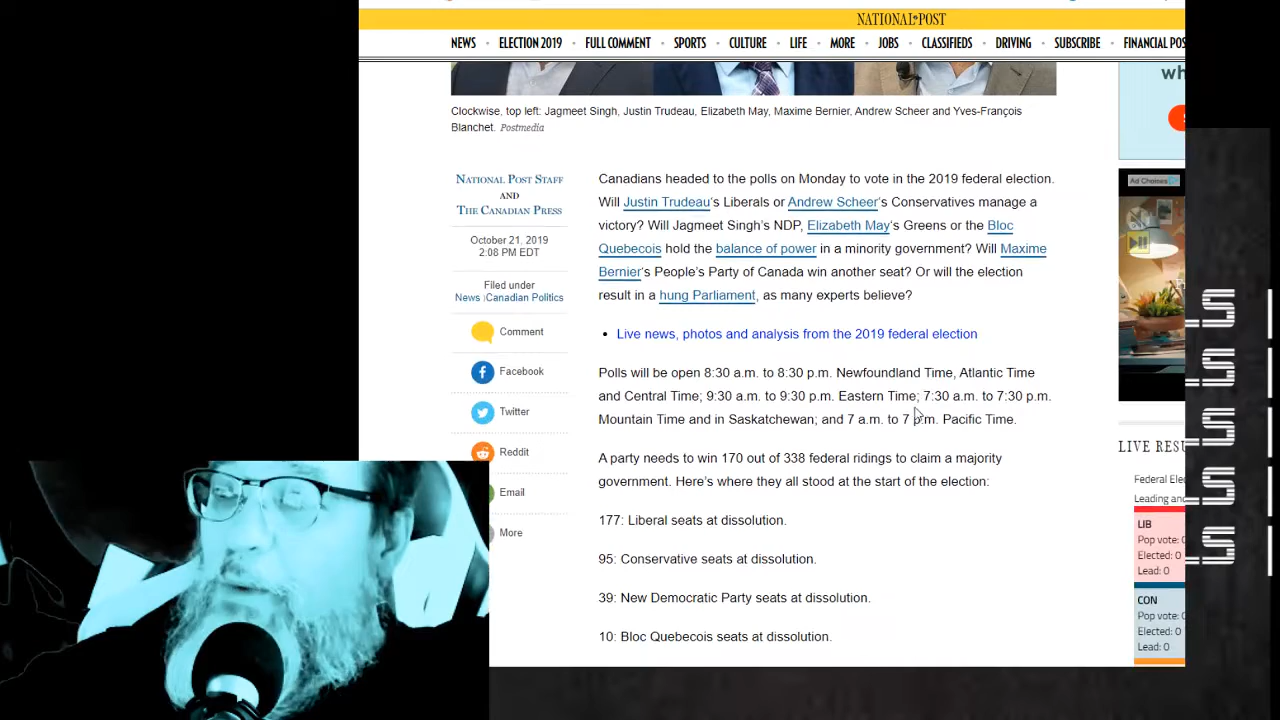 NATIONAL POST
NEWS • ELECTION 2019 • FULL COMMENT • SPORTS • CULTURE • LIFE • MORE • JOBS • CLASSIFIEDS • DRIVING • SUBSCRIBE • FINANCIAL POS
Clockwise, top left: Jagmeet Singh, Justin Trudeau, Elizabeth May, Maxime Bernier, Andrew Scheer and Yves-François
Blanchet. Postmedia
NATIONAL POST STAFF
AND
THE CANADIAN PRESS
October 21, 2019
2:08 PM EDT
Filed under
News Canadian Politics
Comment
Facebook
Twitter
Reddit
Email
More
Canadians headed to the polls on Monday to vote in the 2019 federal election.
Will Justin Trudeau's Liberals or Andrew Scheer's Conservatives manage a
victory? Will Jagmeet Singh's NDP, Elizabeth May's Greens or the Bloc
Quebecois hold the balance of power in a minority government? Will Maxime
Bernier's People's Party of Canada win another seat? Or will the election
result in a hung Parliament, as many experts believe?
• Live news, photos and analysis from the 2019 federal election
Polls will be open 8:30 a.m. to 8:30 p.m. Newfoundland Time, Atlantic Time
and Central Time; 9:30 a.m. to 9:30 p.m. Eastern Time; 7:30 a.m. to 7:30 p.m.
Mountain Time and in Saskatchewan; and 7 a.m. to 7 p.m. Pacific Time.
A party needs to win 170 out of 338 federal ridings to claim a majority
government. Here's where they all stood at the start of the election:
177: Liberal seats at dissolution.
95: Conservative seats at dissolution.
39: New Democratic Party seats at dissolution.
10: Bloc Quebecois seats at dissolution.
wh
Ad Choices
LIVE RESU
Federal Ele
Leading and
LIB
Pop vote: 0
Elected: 0
Lead: 0
CON
Pop vote: 0
Elected: 0
Lead: 0